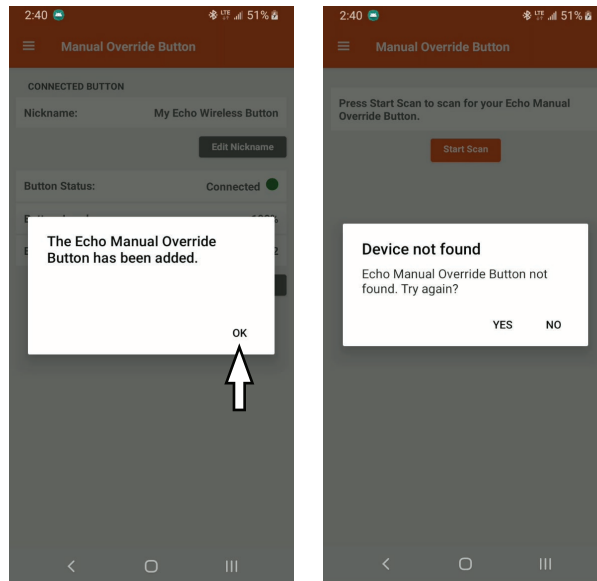 2:40 LTE 51%
Manual Override Button
CONNECTED BUTTON
Nickname: My Echo Wireless Button
Edit Nickname
Button Status: Connected
The Echo Manual Override
Button has been added.
OK
2:40 LTE 51%
Manual Override Button
Press Start Scan to scan for your Echo Manual
Override Button.
Start Scan
Device not found
Echo Manual Override Button not
found. Try again?
YES NO